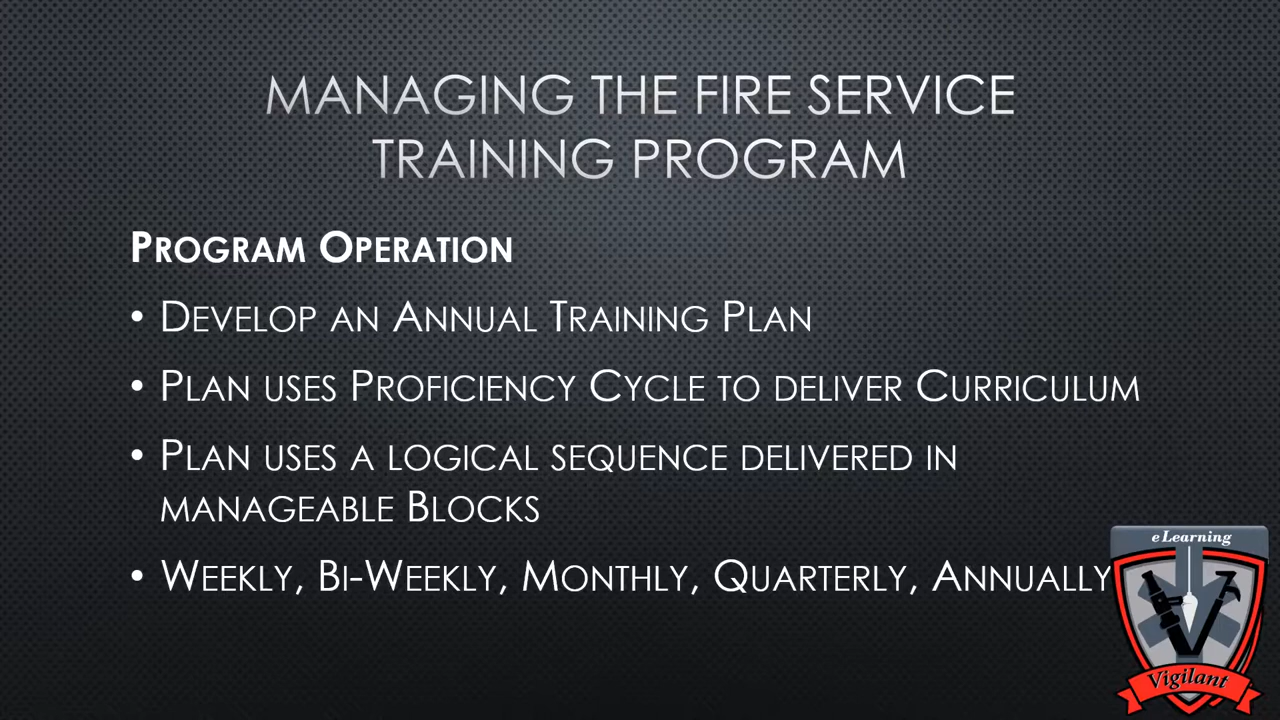 MANAGING THE FIRE SERVICE
TRAINING PROGRAM
PROGRAM OPERATION
• DEVELOP AN ANNUAL TRAINING PLAN
• PLAN USES PROFICIENCY CYCLE TO DELIVER CURRICULUM
• PLAN USES A LOGICAL SEQUENCE DELIVERED IN
MANAGEABLE BLOCKS
• WEEKLY, BI-WEEKLY, MONTHLY, QUARTERLY, ANNUALLY
eLearning
V
Vigilant